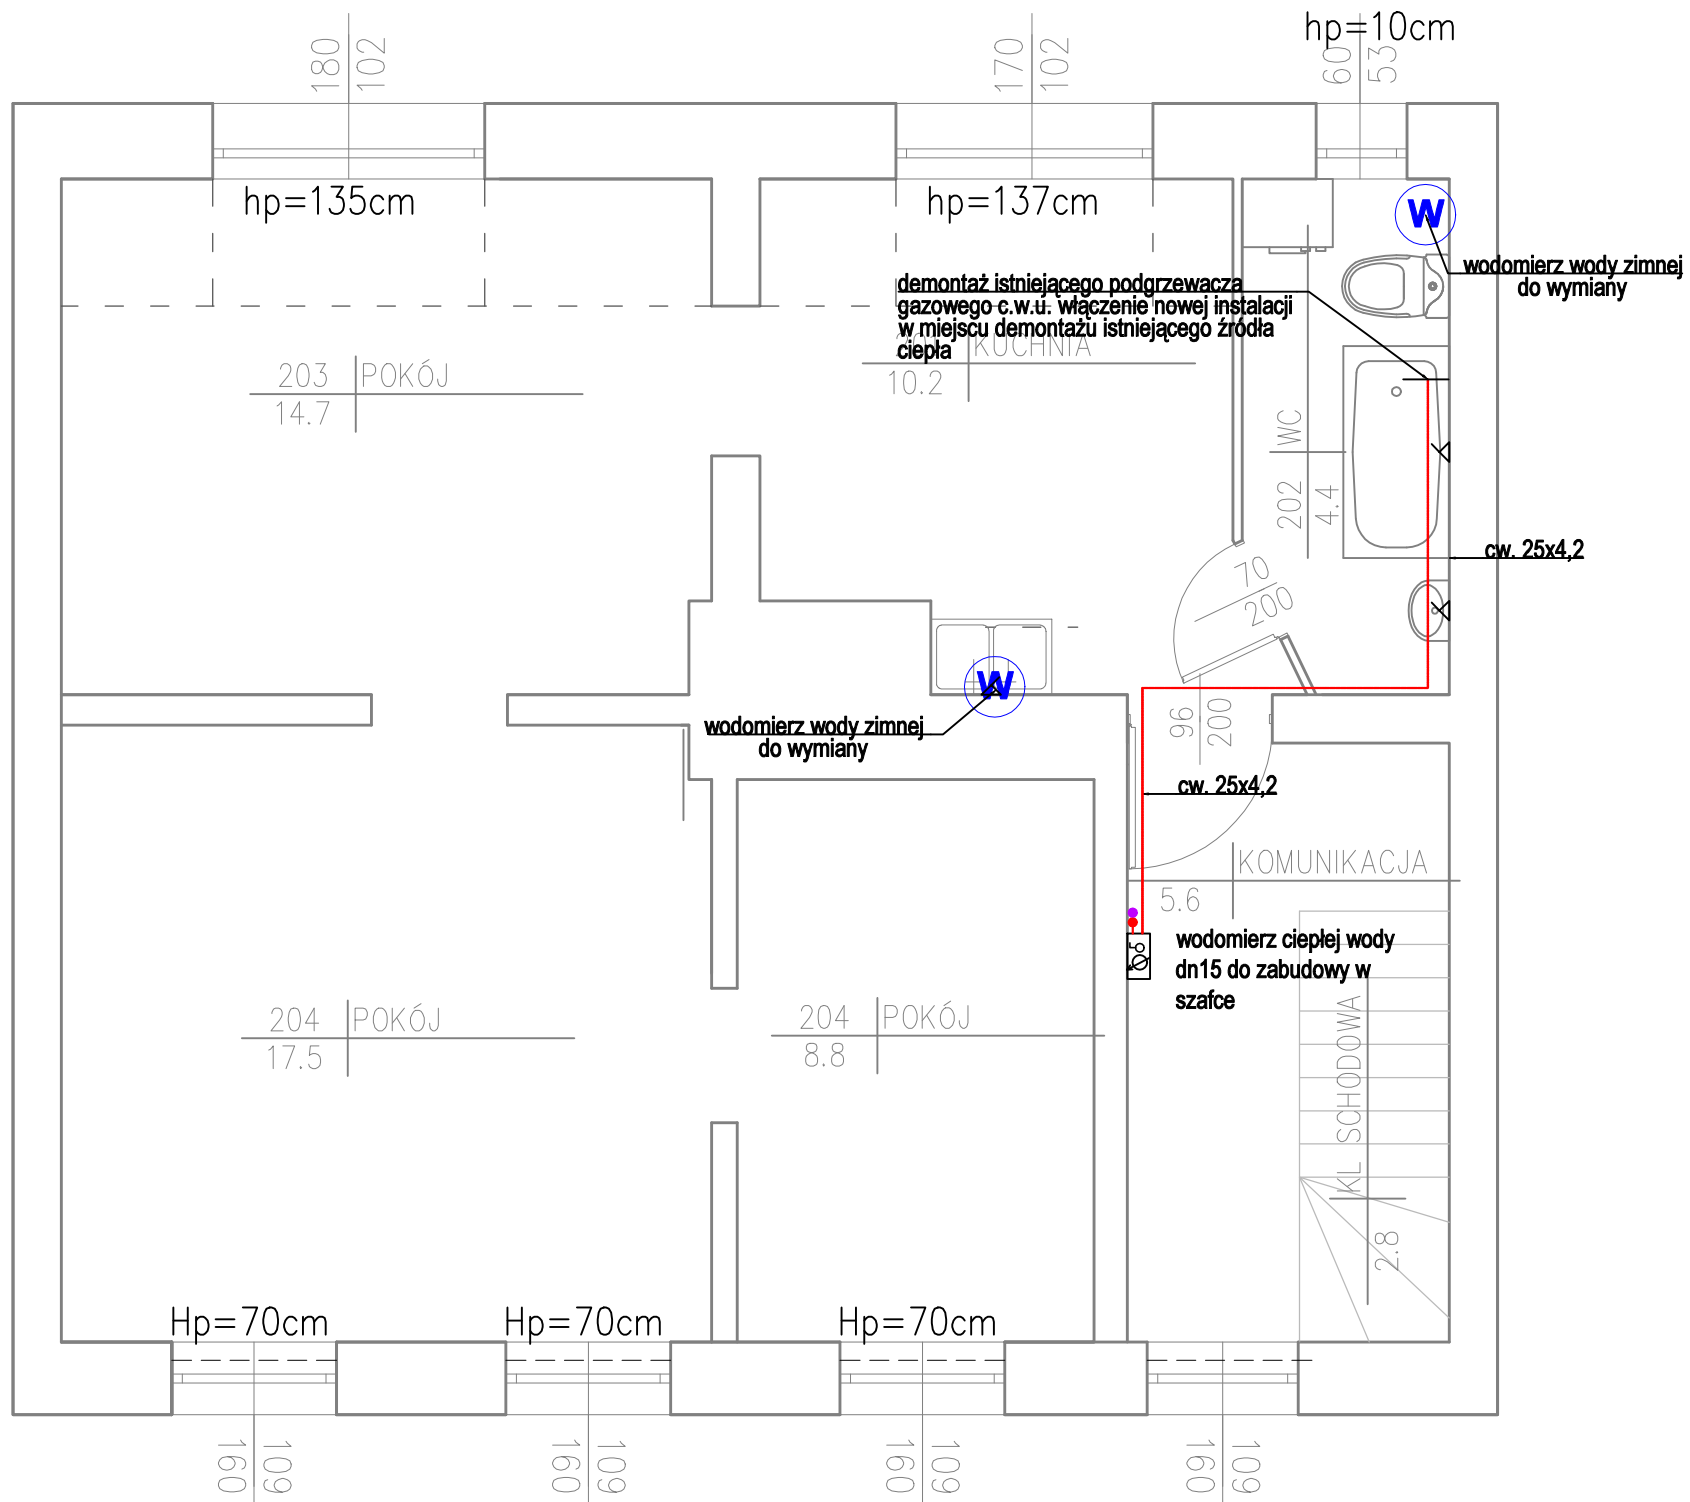 hp=10cm
180
102
170
102
60
53
hp=135cm
hp=137cm
W
wodomierz wody zimnej
do wymiany
demontaż istniejącego podgrzewacza
gazowego c.w.u. włączenie nowej instalacji
w miejscu demontażu istniejącego źródła
ciepła
KUCHNIA
10.2
203 POKÓJ
14.7
202 WC
4.4
cw. 25x4,2
70
200
W
wodomierz wody zimnej
do wymiany
96
200
cw. 25x4,2
KOMUNIKACJA
5.6
wodomierz ciepłej wody
dn15 do zabudowy w
szafce
204 POKÓJ
17.5
204 POKÓJ
8.8
KL SCHODOWA
2.8
Hp=70cm
Hp=70cm
Hp=70cm
160
109
160
109
160
109
160
109